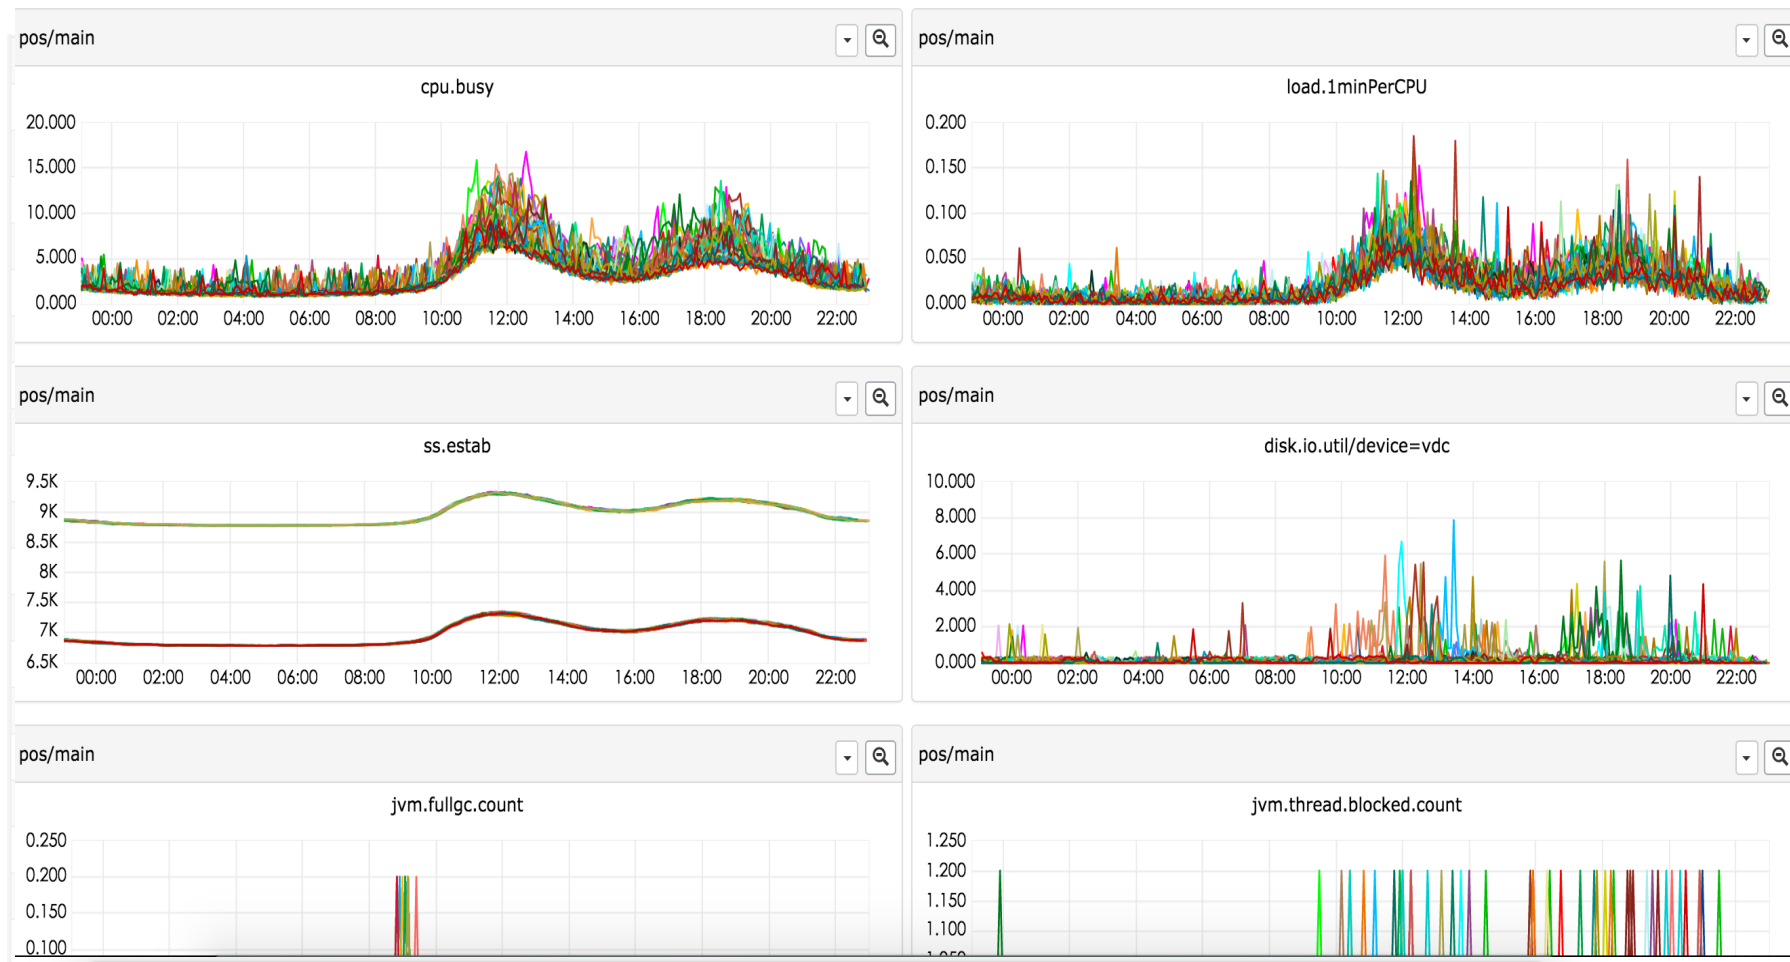 pos/main
cpu.busy
20.000
15.000
10.000
5.000
0.000
00:00 02:00 04:00 06:00 08:00 10:00 12:00 14:00 16:00 18:00 20:00 22:00
pos/main
load.1minPerCPU
0.200
0.150
0.100
0.050
0.000
00:00 02:00 04:00 06:00 08:00 10:00 12:00 14:00 16:00 18:00 20:00 22:00
pos/main
ss.estab
9.5K
9K
8.5K
8K
7.5K
7K
6.5K
00:00 02:00 04:00 06:00 08:00 10:00 12:00 14:00 16:00 18:00 20:00 22:00
pos/main
disk.io.util/device=vdc
10.000
8.000
6.000
4.000
2.000
0.000
00:00 02:00 04:00 06:00 08:00 10:00 12:00 14:00 16:00 18:00 20:00 22:00
pos/main
jvm.fullgc.count
0.250
0.200
0.150
0.100
pos/main
jvm.thread.blocked.count
1.250
1.200
1.150
1.100